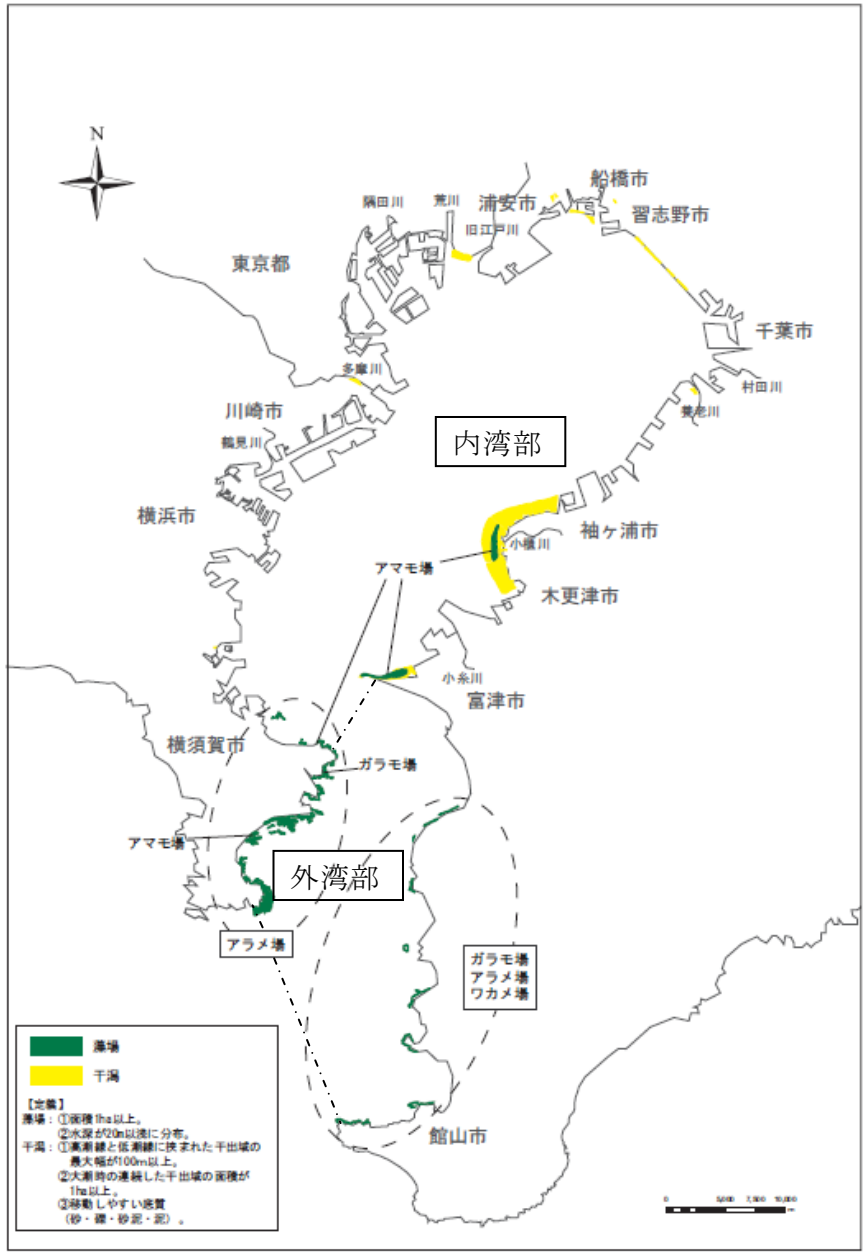 N
船橋市
隅田川
荒川
浦安市
習志野市
旧江戸川
東京都
千葉市
多摩川
村田川
川崎市
養老川
鶴見川
内湾部
横浜市
袖ヶ浦市
小櫃川
アマモ場
木更津市
小糸川
富津市
横須賀市
ガラモ場
アマモ場
外湾部
アラメ場
ガラモ場
アラメ場
ワカメ場
館山市
藻場
干潟
【定義】
藻場：①面積1ha以上。
②水深が20m以浅に分布。
干潟：①高潮線と低潮線に挟まれた干出域の
最大幅が100m以上。
②大潮時の連続した干出域の面積が
1ha以上。
③移動しやすい底質
（砂・礫・砂泥・泥）。
0 5,000 7,500 10,000